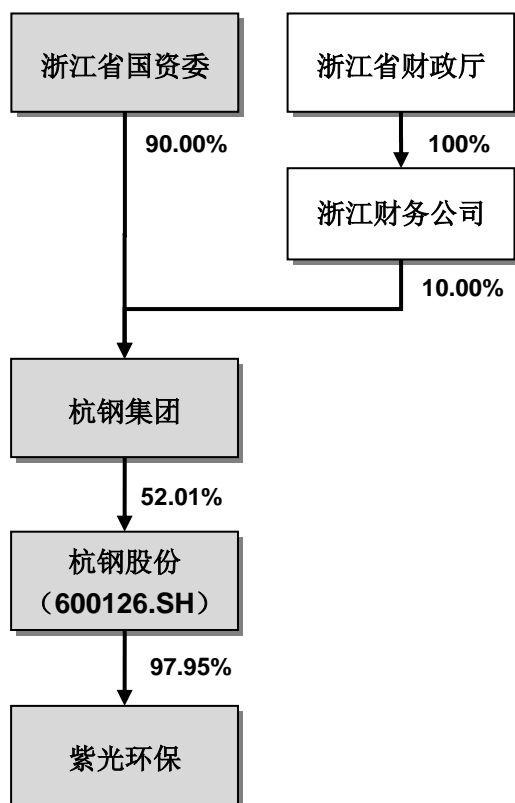 浙江省国资委
浙江省财政厅
90.00%
100%
浙江财务公司
10.00%
杭钢集团
52.01%
杭钢股份
（600126.SH）
97.95%
紫光环保